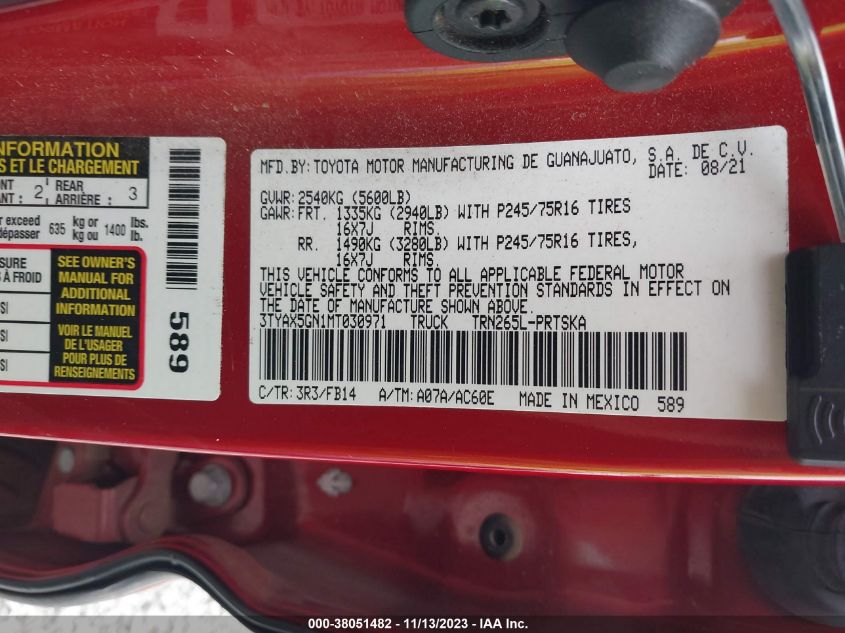 INFORMATION
S ET LE CHARGEMENT
NT
ANT : 2 REAR ARRIÈRE : 3
exceed
dépasser 635 kg or kg ou 1400 lbs. lb.
SURE
À FROID
SI
SI
SI
SEE OWNER'S
MANUAL FOR
ADDITIONAL
INFORMATION
VOIR LE MANUEL
DE L'USAGER
POUR PLUS DE
RENSEIGNEMENTS
589
MFD.BY:TOYOTA MOTOR MANUFACTURING DE GUANAJUATO, S.A. DE C.V.
DATE: 08/21
GVWR:2540KG (5600LB)
GAWR:FRT. 1335KG (2940LB) WITH P245/75R16 TIRES
16X7J RIMS.
RR. 1490KG (3280LB) WITH P245/75R16 TIRES,
16X7J RIMS.
THIS VEHICLE CONFORMS TO ALL APPLICABLE FEDERAL MOTOR
VEHICLE SAFETY AND THEFT PREVENTION STANDARDS IN EFFECT ON
THE DATE OF MANUFACTURE SHOWN ABOVE.
3TYAX5GN1MT030971 TRUCK TRN265L-PRTSKA
C/TR:3R3/FB14 A/TM:A07A/AC60E MADE IN MEXICO 589
000-38051482 - 11/13/2023 - IAA Inc.